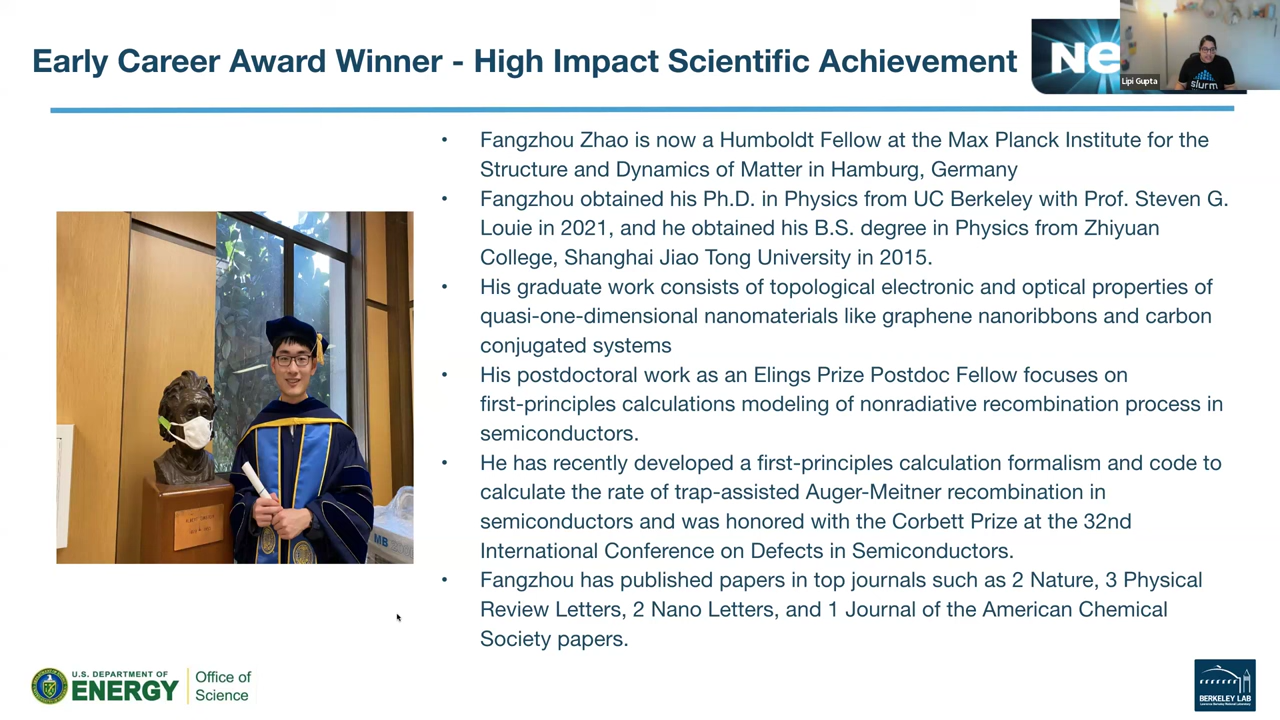 Early Career Award Winner - High Impact Scientific Achievement
Ne
Lipi Gupta
slurm
• Fangzhou Zhao is now a Humboldt Fellow at the Max Planck Institute for the
Structure and Dynamics of Matter in Hamburg, Germany
• Fangzhou obtained his Ph.D. in Physics from UC Berkeley with Prof. Steven G.
Louie in 2021, and he obtained his B.S. degree in Physics from Zhiyuan
College, Shanghai Jiao Tong University in 2015.
• His graduate work consists of topological electronic and optical properties of
quasi-one-dimensional nanomaterials like graphene nanoribbons and carbon
conjugated systems
• His postdoctoral work as an Elings Prize Postdoc Fellow focuses on
first-principles calculations modeling of nonradiative recombination process in
semiconductors.
• He has recently developed a first-principles calculation formalism and code to
calculate the rate of trap-assisted Auger-Meitner recombination in
semiconductors and was honored with the Corbett Prize at the 32nd
International Conference on Defects in Semiconductors.
• Fangzhou has published papers in top journals such as 2 Nature, 3 Physical
Review Letters, 2 Nano Letters, and 1 Journal of the American Chemical
Society papers.
MB
U.S. DEPARTMENT OF
ENERGY
Office of
Science
BERKELEY LAB